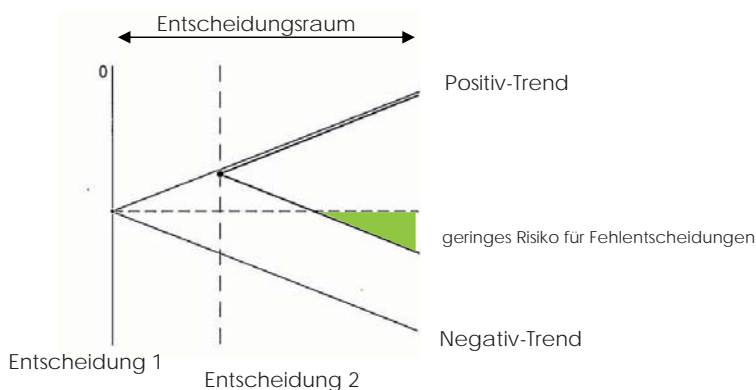 Entscheidungsraum
0
Positiv-Trend
geringes Risiko für Fehlentscheidungen
Negativ-Trend
Entscheidung 1
Entscheidung 2